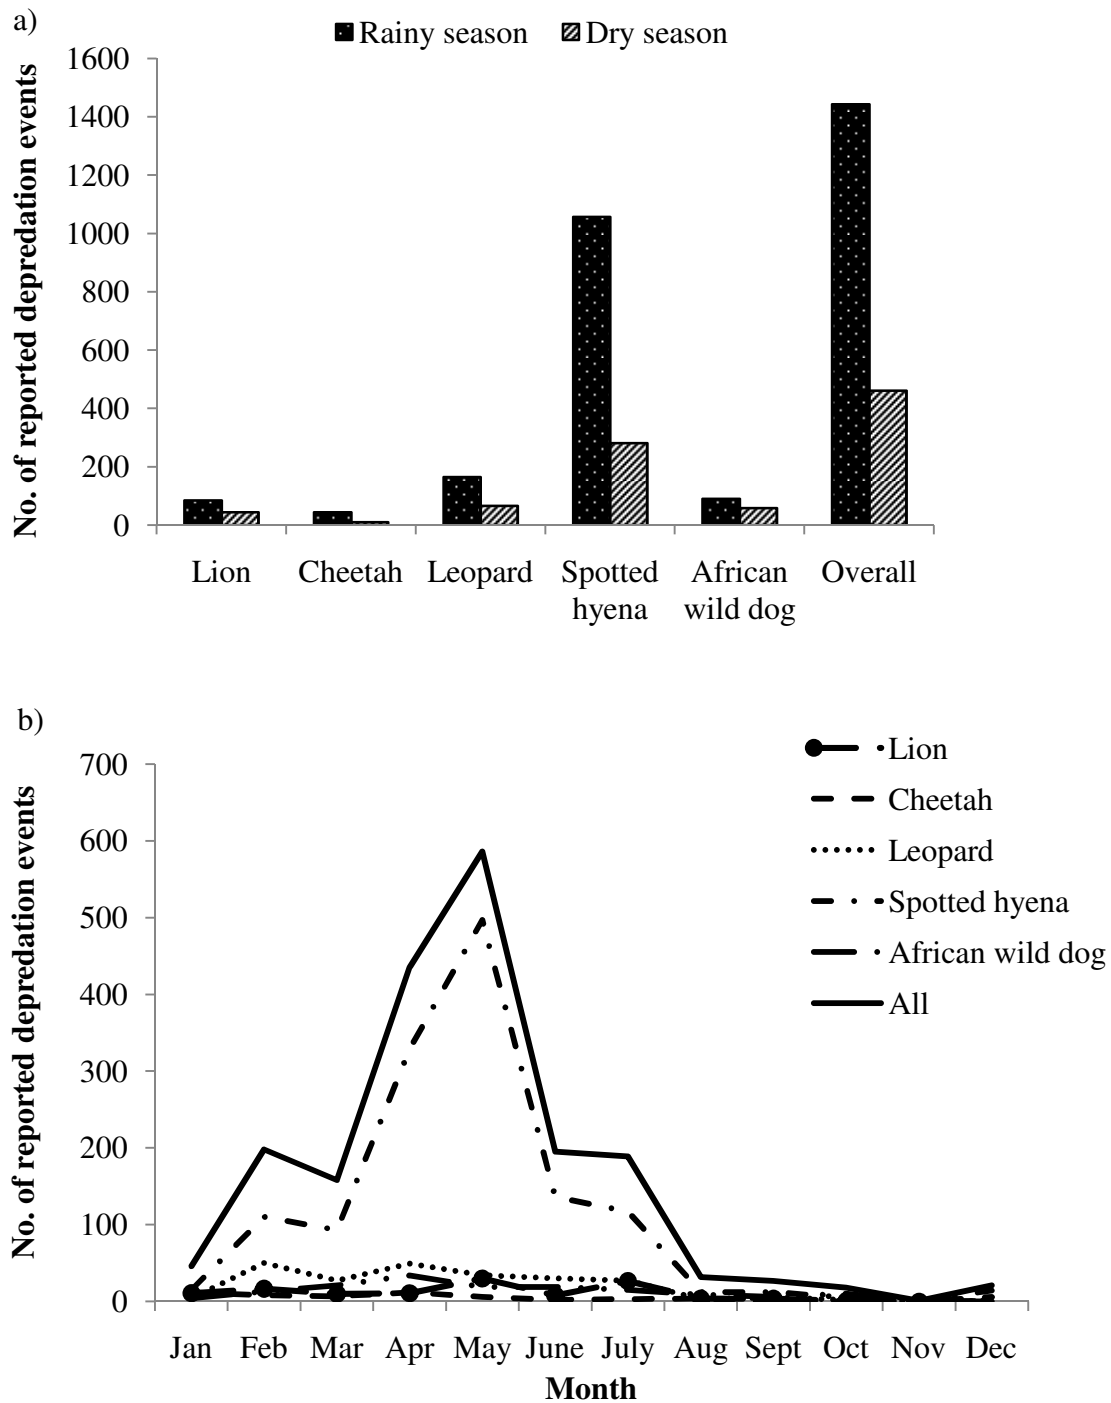 a)
Rainy season Dry season
No. of reported depredation events
1600
1400
1200
1000
800
600
400
200
0
Lion Cheetah Leopard Spotted hyena African wild dog Overall
b)
No. of reported depredation events
700
600
500
400
300
200
100
0
Lion
Cheetah
Leopard
Spotted hyena
African wild dog
All
Jan Feb Mar Apr May June July Aug Sept Oct Nov Dec
Month